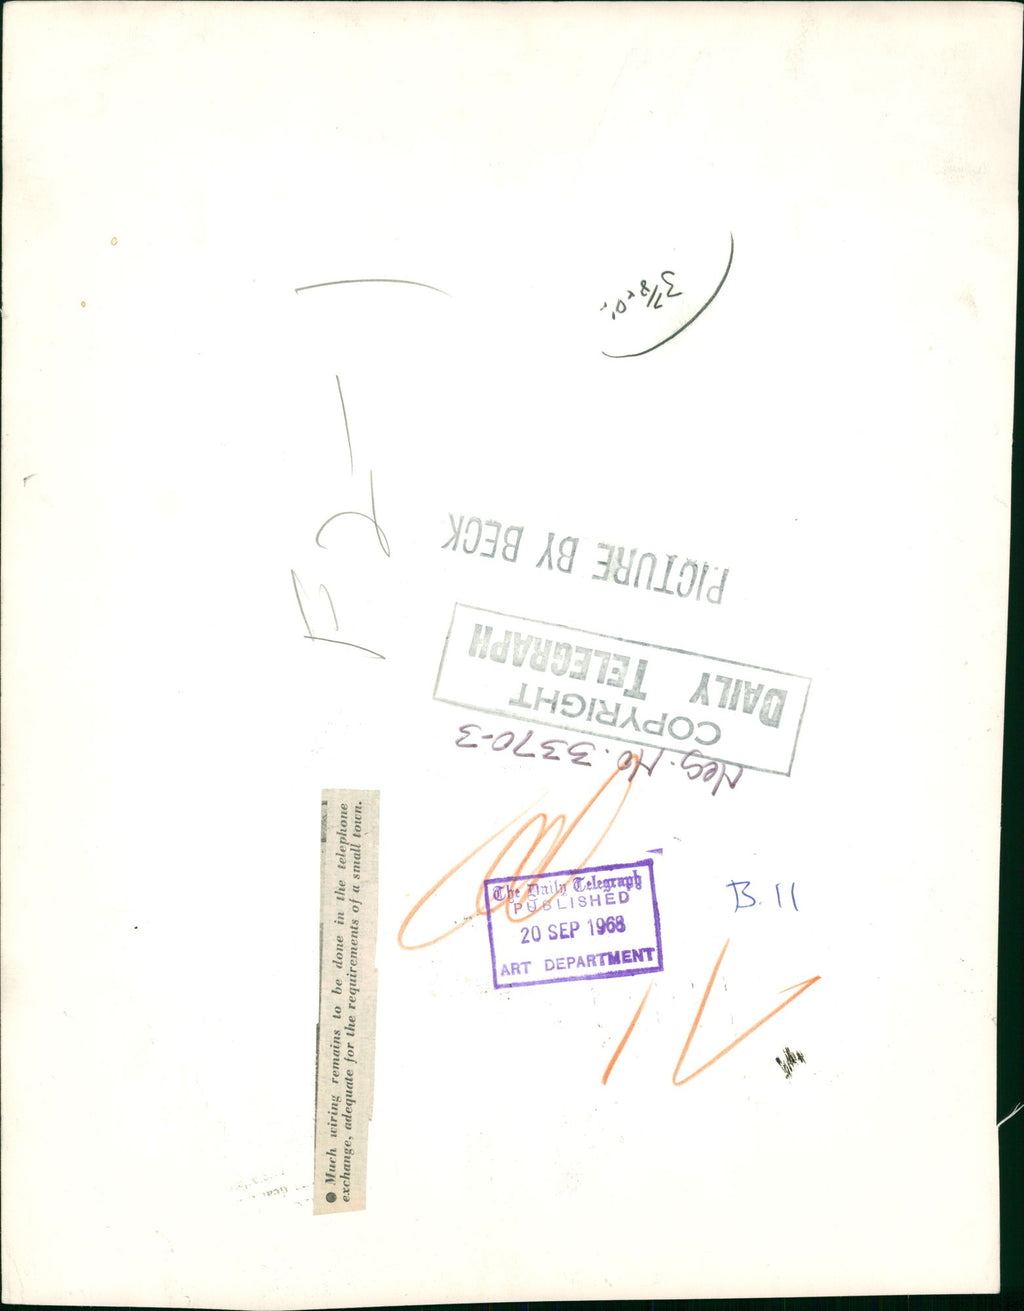 3 7/8
PICTURE BY BECK
COPYRIGHT
DAILY TELEGRAPH
Neg. No. 3370-3
The Daily Telegraph
PUBLISHED
20 SEP 1968
ART DEPARTMENT
B.11
● Much wiring remains to be done in the telephone
exchange, adequate for the requirements of a small town.